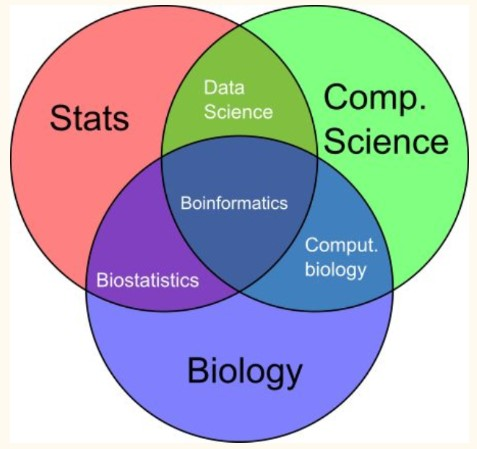 Data
Science
Stats
Comp.
Science
Boinformatics
Comput.
biology
Biostatistics
Biology